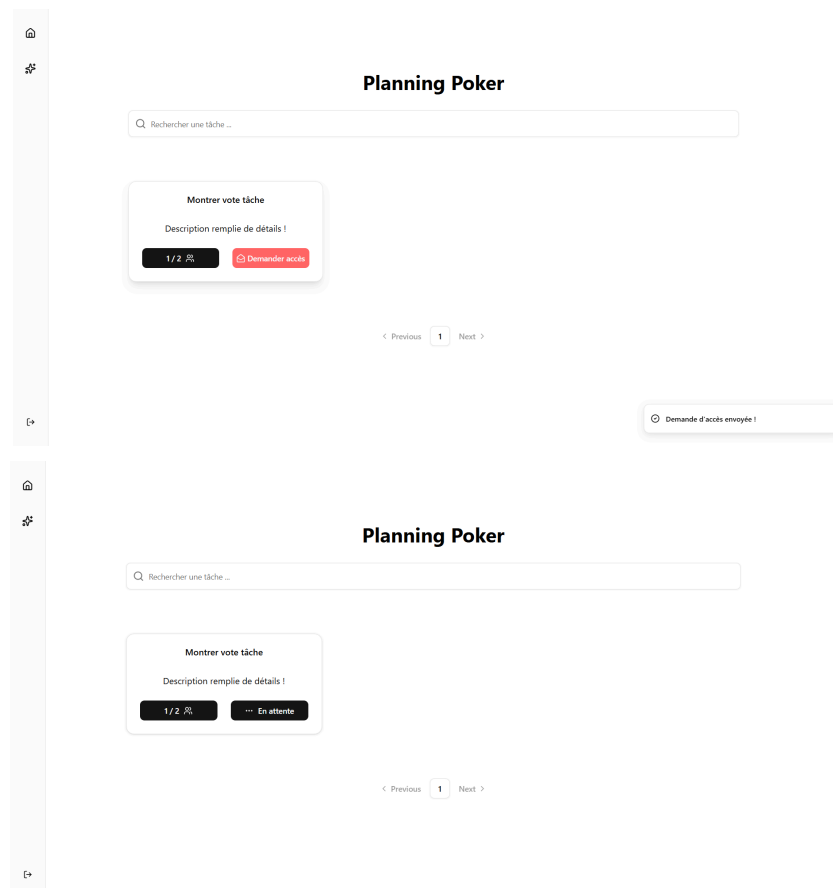 Planning Poker
Rechercher une tâche ...
Montrer vote tâche
Description remplie de détails !
1 / 2
Demander accès
Previous 1 Next
Demande d'accès envoyée !
Planning Poker
Rechercher une tâche ...
Montrer vote tâche
Description remplie de détails !
1 / 2
··· En attente
Previous 1 Next